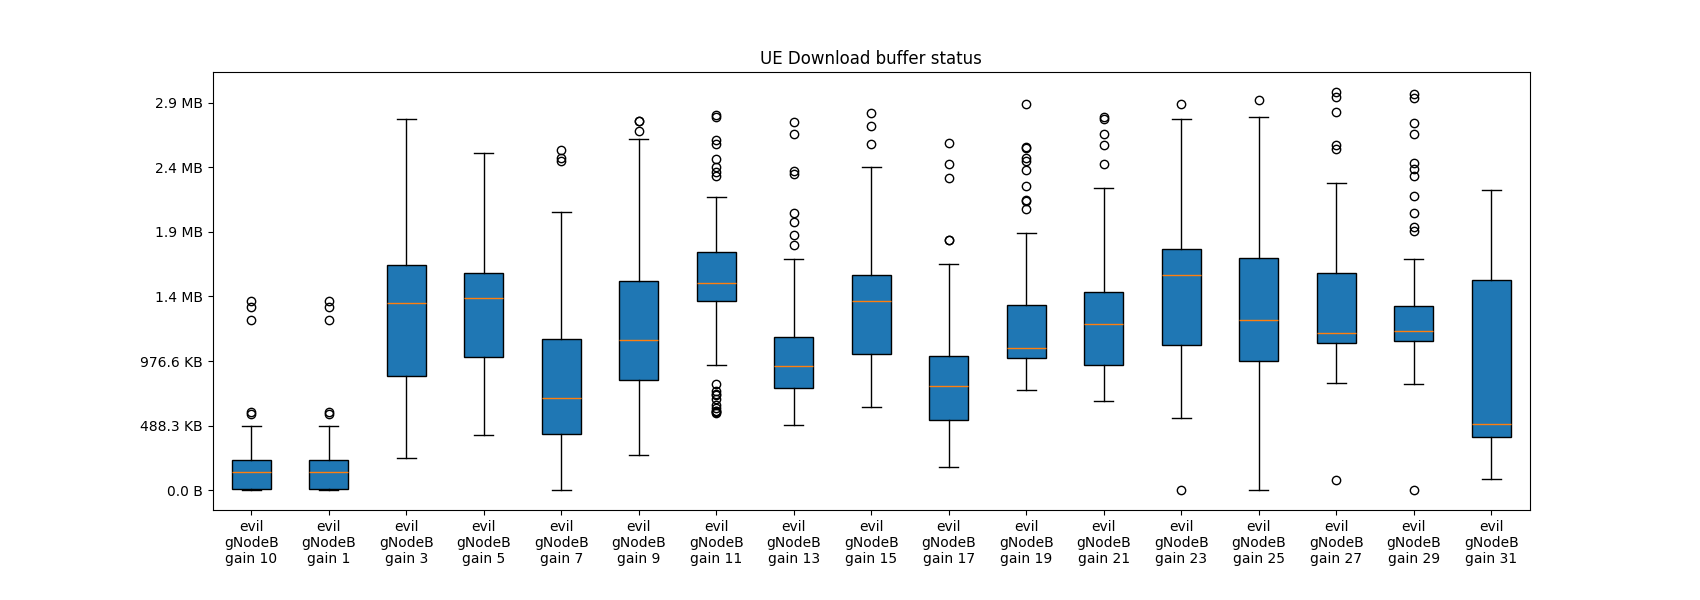 UE Download buffer status
2.9 MB
2.4 MB
1.9 MB
1.4 MB
976.6 KB
488.3 KB
0.0 B
evil gNodeB gain 10
evil gNodeB gain 1
evil gNodeB gain 3
evil gNodeB gain 5
evil gNodeB gain 7
evil gNodeB gain 9
evil gNodeB gain 11
evil gNodeB gain 13
evil gNodeB gain 15
evil gNodeB gain 17
evil gNodeB gain 19
evil gNodeB gain 21
evil gNodeB gain 23
evil gNodeB gain 25
evil gNodeB gain 27
evil gNodeB gain 29
evil gNodeB gain 31